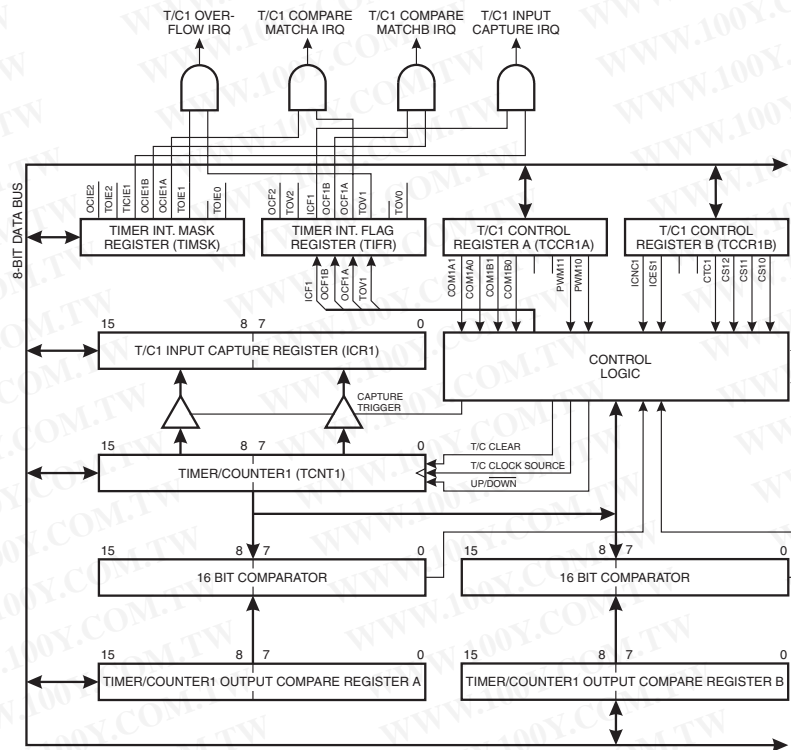 T/C1 OVER-
FLOW IRQ
T/C1 COMPARE
MATCHA IRQ
T/C1 COMPARE
MATCHB IRQ
T/C1 INPUT
CAPTURE IRQ
8-BIT DATA BUS
OCIE2
TOIE2
TICIE1
OCIE1B
OCIE1A
TOIE1
TOIE0
OCF2
TOV2
ICF1
OCF1B
OCF1A
TOV1
TOV0
TIMER INT. MASK
REGISTER (TIMSK)
TIMER INT. FLAG
REGISTER (TIFR)
T/C1 CONTROL
REGISTER A (TCCR1A)
T/C1 CONTROL
REGISTER B (TCCR1B)
ICF1
OCF1B
OCF1A
TOV1
COM1A1
COM1A0
COM1B1
COM1B0
PWM11
PWM10
ICNC1
ICES1
CTC1
CS12
CS11
CS10
15 8 7 0
T/C1 INPUT CAPTURE REGISTER (ICR1)
CONTROL
LOGIC
CAPTURE
TRIGGER
15 8 7 0
TIMER/COUNTER1 (TCNT1)
T/C CLEAR
T/C CLOCK SOURCE
UP/DOWN
15 8 7 0
16 BIT COMPARATOR
15 8 7 0
16 BIT COMPARATOR
15 8 7 0
TIMER/COUNTER1 OUTPUT COMPARE REGISTER A
15 8 7 0
TIMER/COUNTER1 OUTPUT COMPARE REGISTER B
WWW.100Y.COM.TW